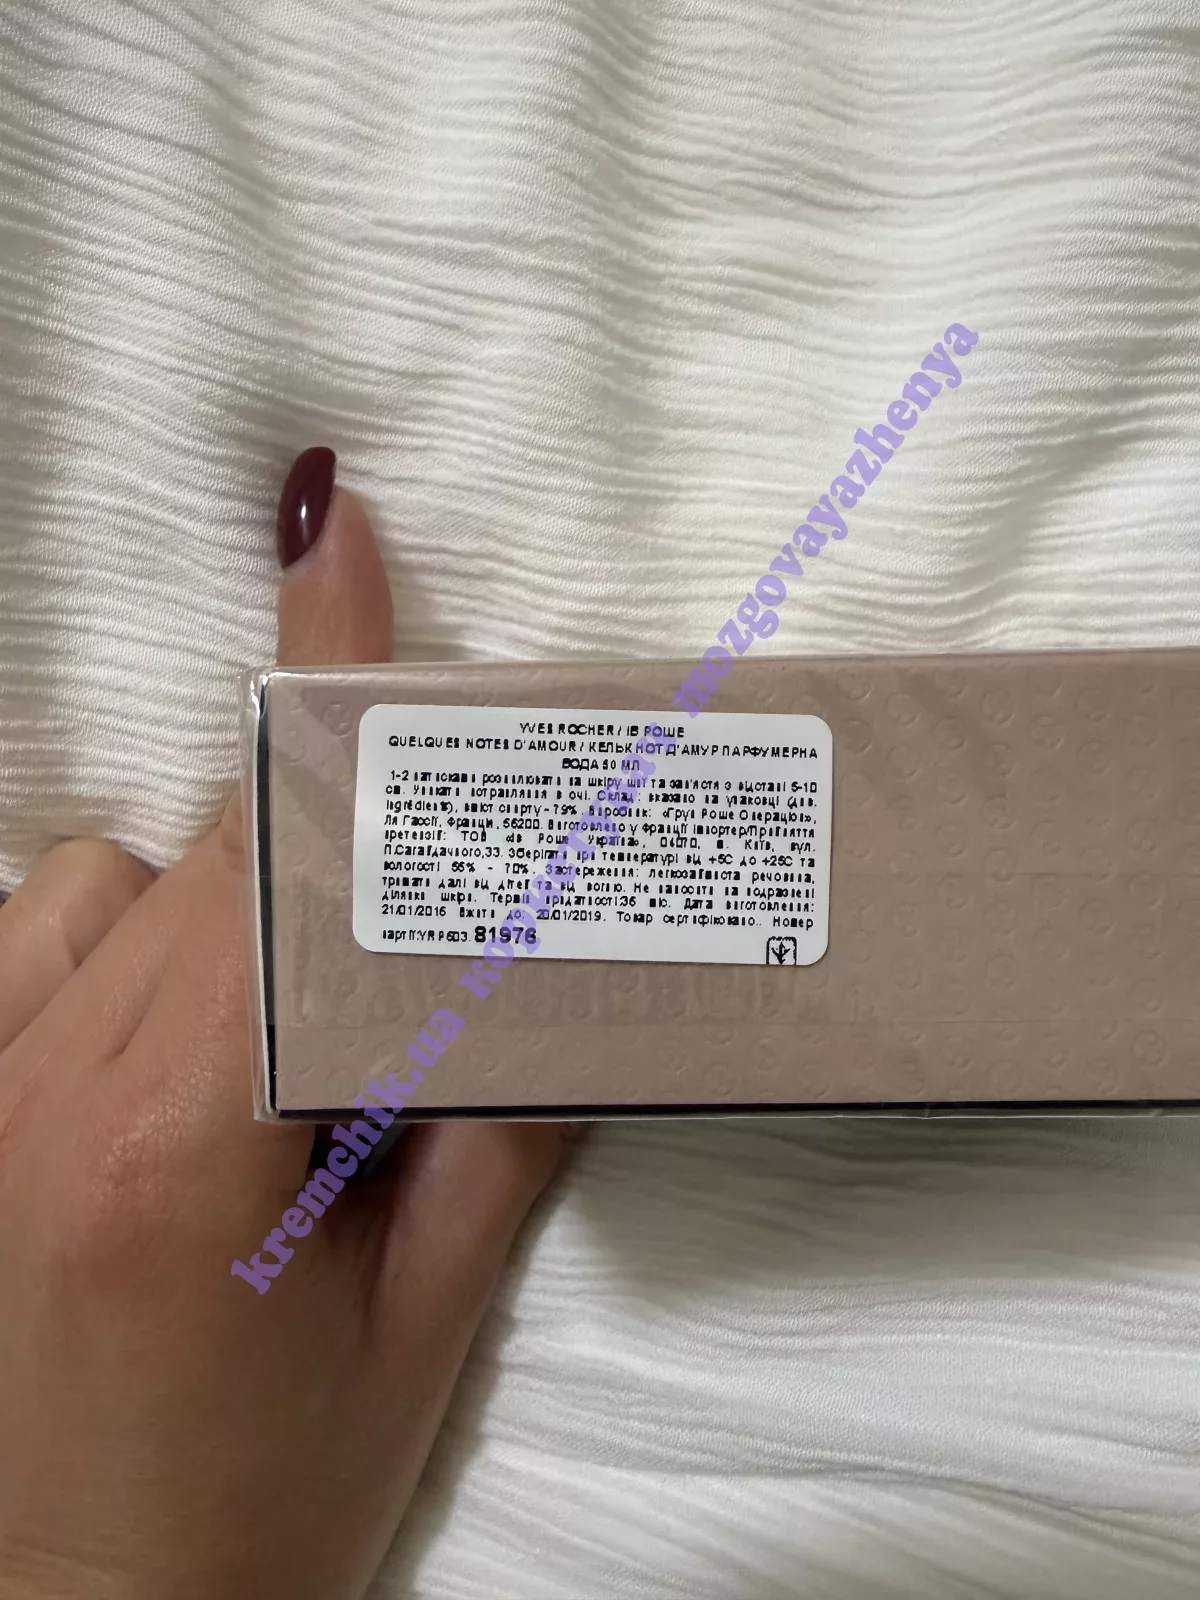 YVES ROCHER / ІВ РОШЕ
QUELQUES NOTES D'AMOUR / КЕЛЬК НОТ Д'АМУР ПАРФУМЕРНА
ВОДА 50 МЛ
1-2 натискання розпилювати на шкіру шиї та зап'ястя з відстані 5-10
см. Уникати потрапляння в очі. Склад: вказано на упаковці (див.
Ingrédients), вміст спирту - 79%. Виробник: «Груп Роше Операціон»,
Ля Гасілі, Франція, 56200. Виготовлено у Франції Імпортер/Прийняття
претензій: ТОВ «Ів Роше Україна», 04070, м. Київ, вул.
П.Сагайдачного,33. Зберігати при температурі від +5С до +25С та
вологості 55% - 70%. Застереження: легкозаймиста речовина,
тримати далі від дітей та від вогню. Не наносити на подразнені
ділянки шкіри. Термін придатності:36 міс. Дата виготовлення:
21/01/2016 Вжити до: 20/01/2019. Товар сертифіковано.. Номер
партії:YR P603. 81976
kremchik.ua користувач mozgovayazhenya